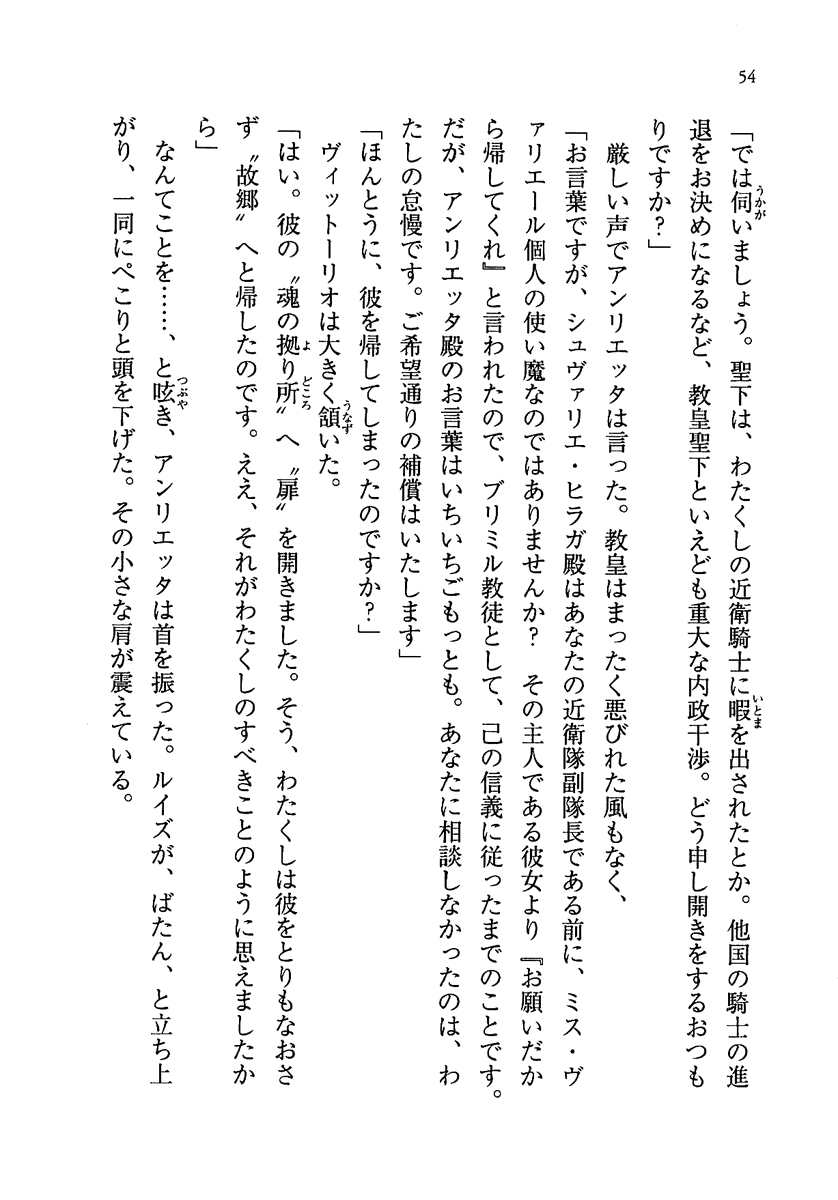 54
「では伺いましょう。聖下は、わたくしの近衛騎士に暇を出されたとか。他国の騎士の進
退をお決めになるなど、教皇聖下といえども重大な内政干渉。どう申し開きをするおつも
りですか?」
　厳しい声でアンリエッタは言った。教皇はまったく悪びれた風もなく、
「お言葉ですが、シュヴァリエ・ヒラガ殿はあなたの近衛隊副隊長である前に、ミス・ヴ
ァリエール個人の使い魔なのではありませんか?　その主人である彼女より『お願いだか
ら帰してくれ』と言われたので、ブリミル教徒として、己の信義に従ったまでのことです。
だが、アンリエッタ殿のお言葉はいちいちごもっとも。あなたに相談しなかったのは、わ
たしの怠慢です。ご希望通りの補償はいたします」
「ほんとうに、彼を帰してしまったのですか?」
　ヴィットーリオは大きく頷いた。
「はい。彼の〝魂の拠り所〟へ〝扉〟を開きました。そう、わたくしは彼をとりもなおさ
ず〝故郷〟へと帰したのです。ええ、それがわたくしのすべきことのように思えましたか
ら」
　なんてことを……、と呟き、アンリエッタは首を振った。ルイズが、ばたん、と立ち上
がり、一同にぺこりと頭を下げた。その小さな肩が震えている。